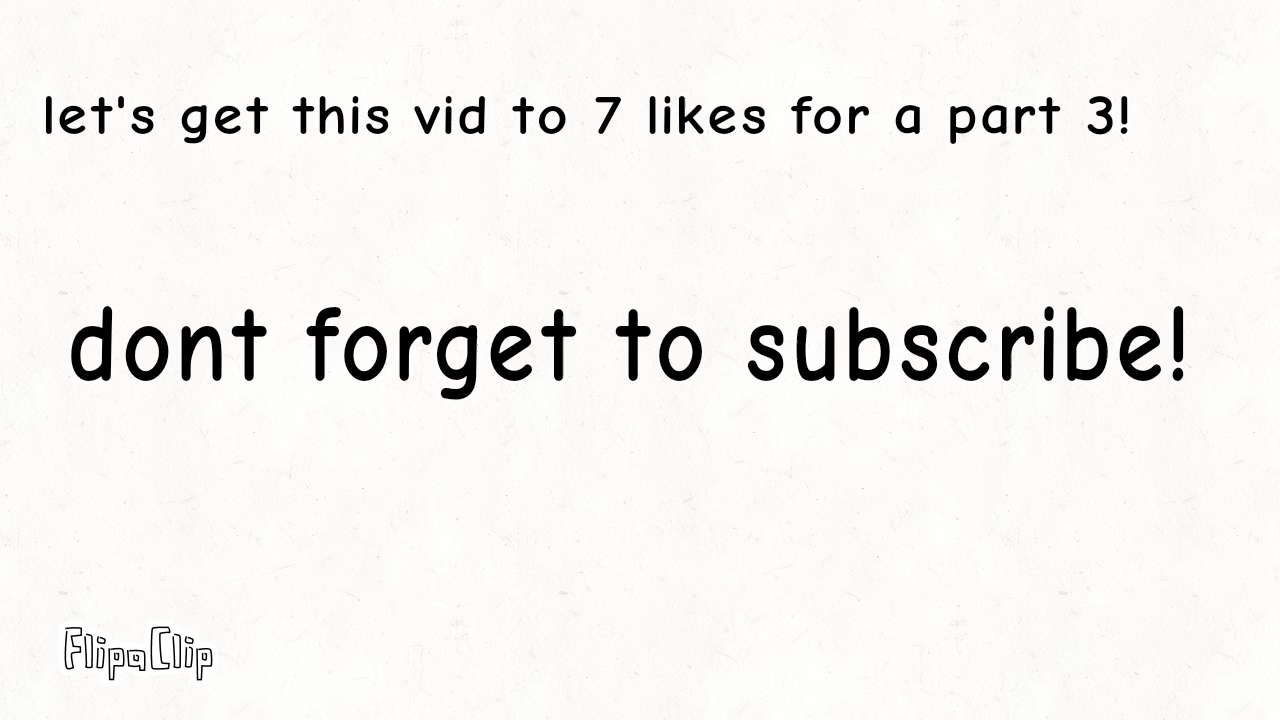 let's get this vid to 7 likes for a part 3!
dont forget to subscribe!
FlipaClip